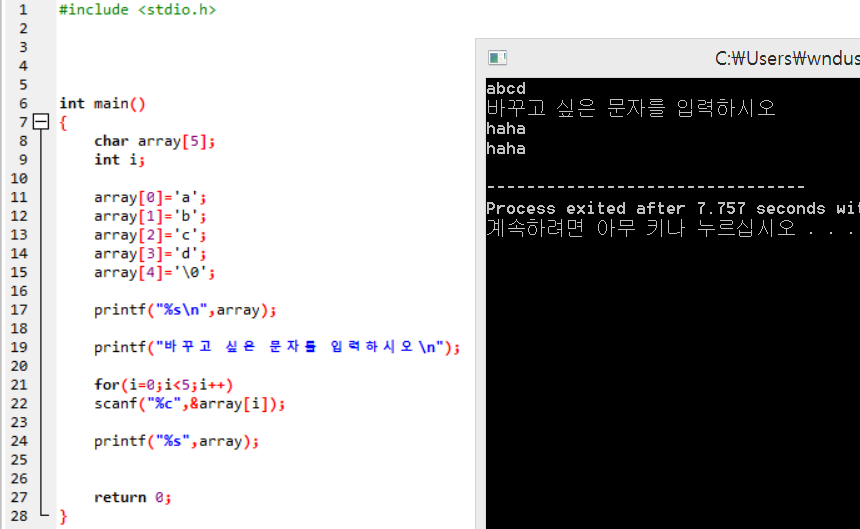 1 #include <stdio.h>
2
3
4
5
6 int main()
7 {
8 char array[5];
9 int i;
10
11 array[0]='a';
12 array[1]='b';
13 array[2]='c';
14 array[3]='d';
15 array[4]='\0';
16
17 printf("%s\n",array);
18
19 printf("바꾸고 싶은 문자를 입력하시오\n");
20
21 for(i=0;i<5;i++)
22 scanf("%c",&array[i]);
23
24 printf("%s",array);
25
26
27 return 0;
28 }
C:₩Users₩wndus
abcd
바꾸고 싶은 문자를 입력하시오
haha
haha
--------------------------------
Process exited after 7.757 seconds wi
계속하려면 아무 키나 누르십시오 . . .